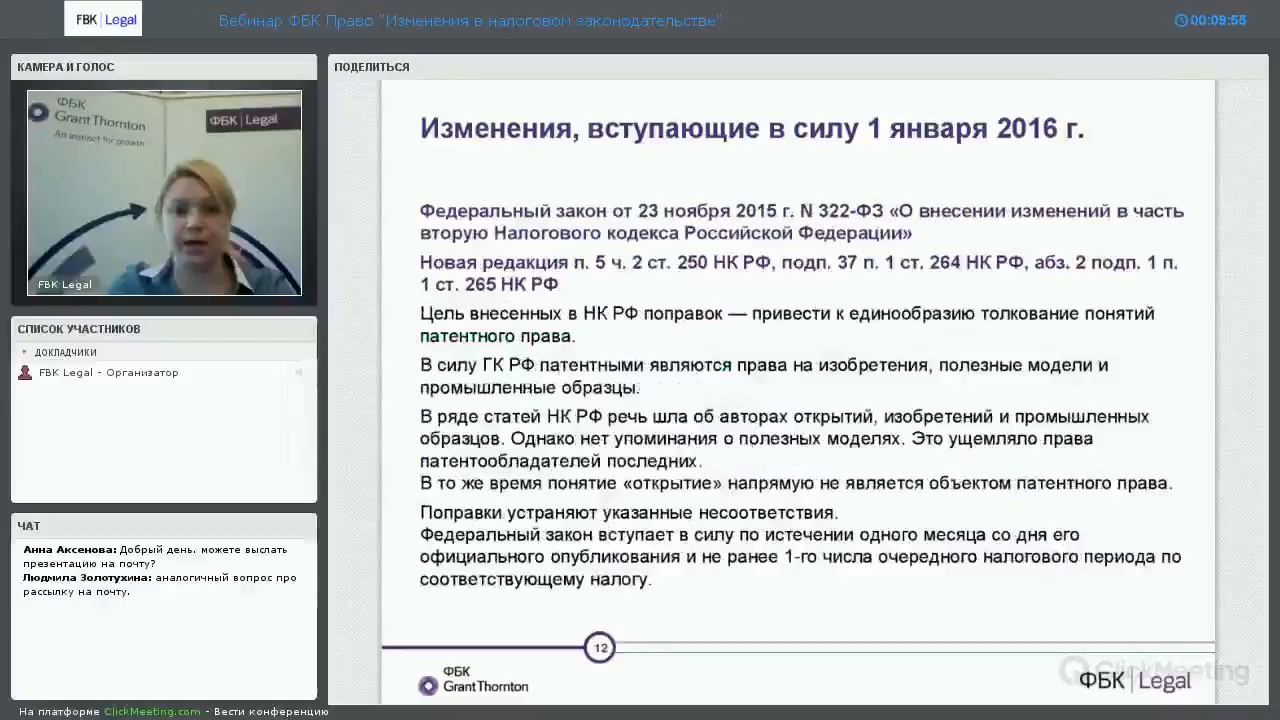 FBK Legal
Вебинар ФБК Право "Изменения в налоговом законодательстве"
00:09:55
КАМЕРА И ГОЛОС
ФБК
Grant Thornton
An instinct for growth
ФБК Legal
FBK Legal
СПИСОК УЧАСТНИКОВ
ДОКЛАДЧИКИ
FBK Legal - Организатор
ЧАТ
Анна Аксенова: Добрый день. можете выслать
презентацию на почту?
Людмила Золотухина: аналогичный вопрос про
рассылку на почту.
ПОДЕЛИТЬСЯ
Изменения, вступающие в силу 1 января 2016 г.
Федеральный закон от 23 ноября 2015 г. N 322-ФЗ «О внесении изменений в часть
вторую Налогового кодекса Российской Федерации»
Новая редакция п. 5 ч. 2 ст. 250 НК РФ, подп. 37 п. 1 ст. 264 НК РФ, абз. 2 подп. 1 п.
1 ст. 265 НК РФ
Цель внесенных в НК РФ поправок — привести к единообразию толкование понятий
патентного права.
В силу ГК РФ патентными являются права на изобретения, полезные модели и
промышленные образцы.
В ряде статей НК РФ речь шла об авторах открытий, изобретений и промышленных
образцов. Однако нет упоминания о полезных моделях. Это ущемляло права
патентообладателей последних.
В то же время понятие «открытие» напрямую не является объектом патентного права.
Поправки устраняют указанные несоответствия.
Федеральный закон вступает в силу по истечении одного месяца со дня его
официального опубликования и не ранее 1-го числа очередного налогового периода по
соответствующему налогу.
12
ФБК
Grant Thornton
ФБК Legal
ClickMeeting
На платформе ClickMeeting.com - Вести конференцию